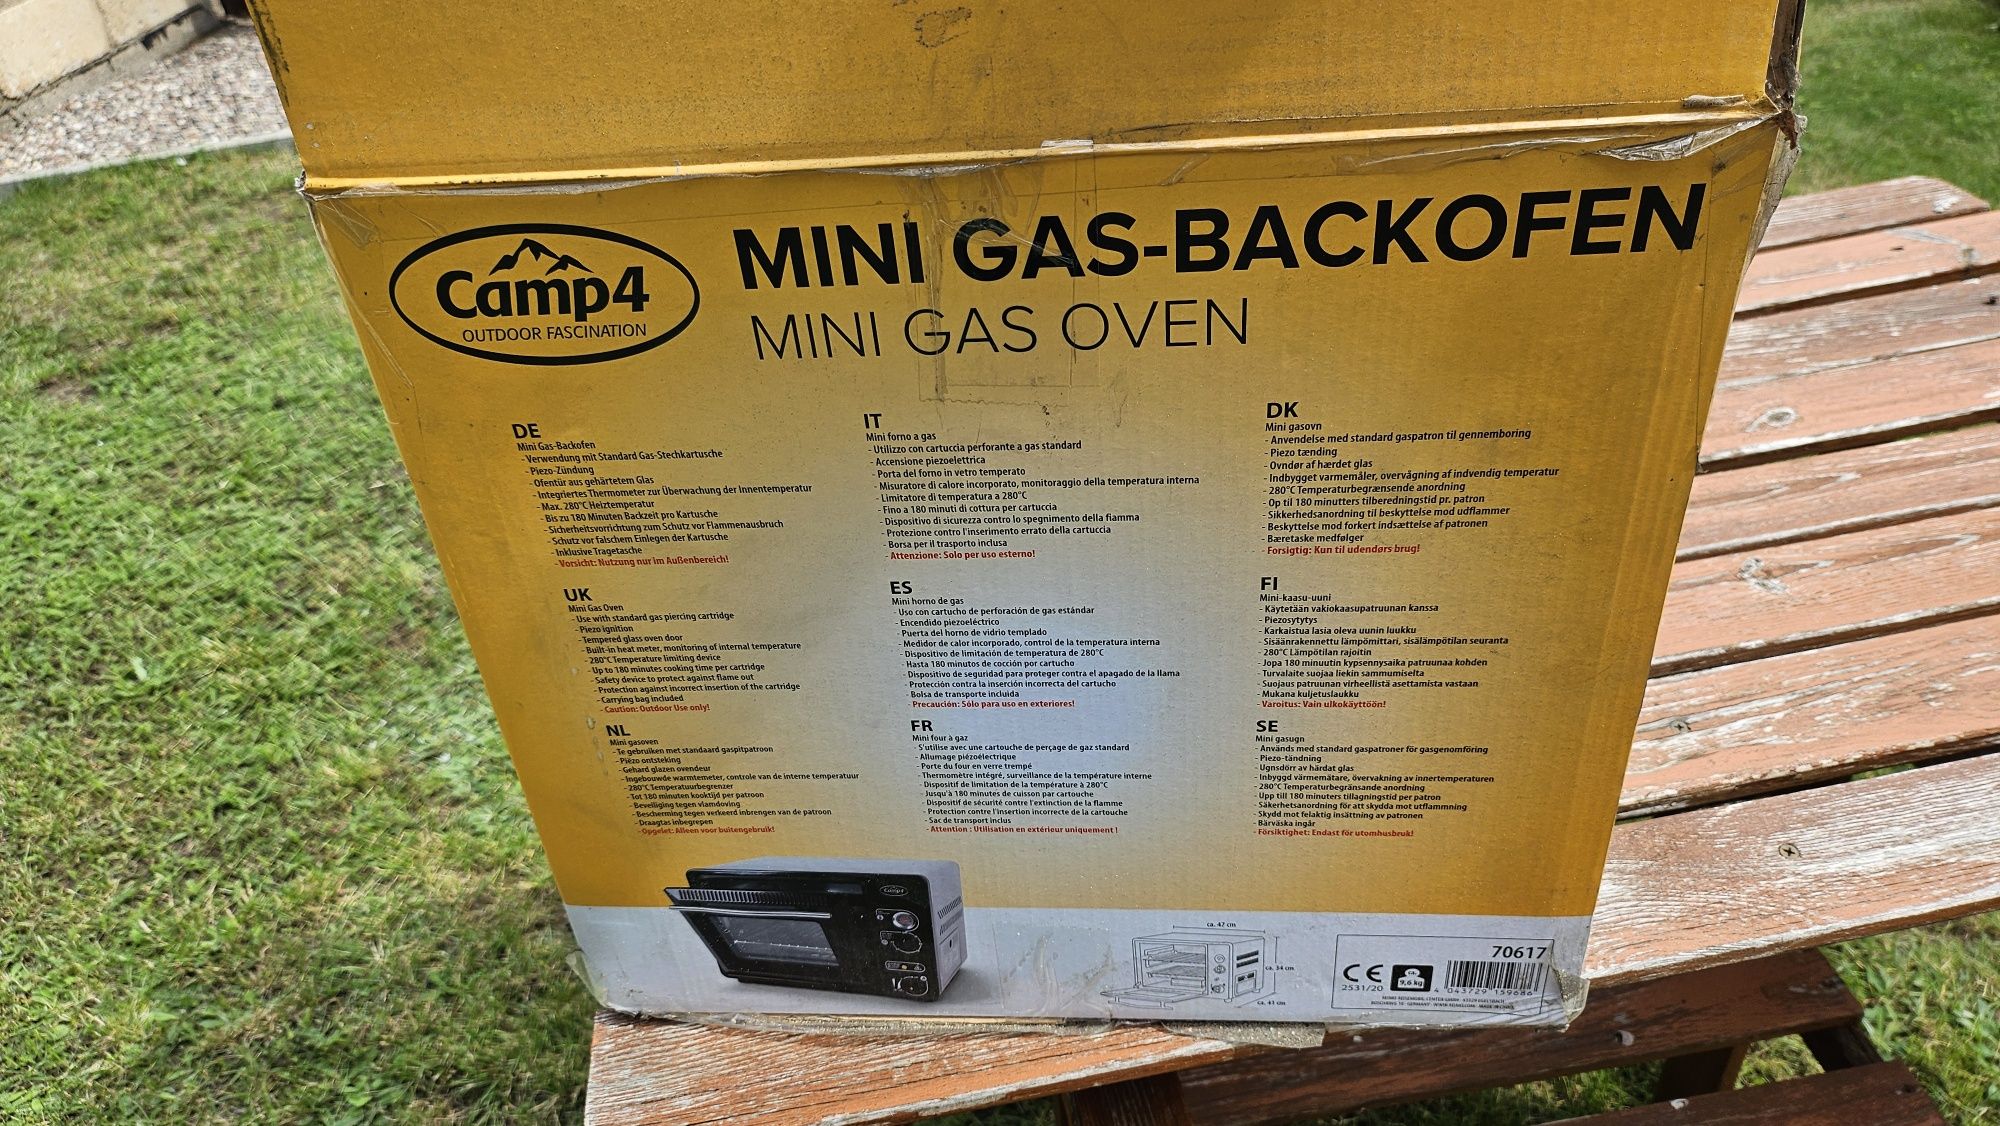 Camp4
OUTDOOR FASCINATION
MINI GAS-BACKOFEN
MINI GAS OVEN
DE
Mini Gas-Backofen
- Verwendung mit Standard Gas-Stechkartusche
- Piezo-Zündung
- Ofentür aus gehärtetem Glas
- Integriertes Thermometer zur Überwachung der Innentemperatur
- Max. 280°C Heiztemperatur
- Bis zu 180 Minuten Backzeit pro Kartusche
- Sicherheitsvorrichtung zum Schutz vor Flammenausbruch
- Schutz vor falschem Einlegen der Kartusche
- Inklusive Tragetasche
- Vorsicht: Nutzung nur im Außenbereich!
UK
Mini Gas Oven
- Use with standard gas piercing cartridge
- Piezo ignition
- Tempered glass oven door
- Built-in heat meter, monitoring of internal temperature
- 280°C Temperature limiting device
- Up to 180 minutes cooking time per cartridge
- Safety device to protect against flame out
- Protection against incorrect insertion of the cartridge
- Carrying bag included
- Caution: Outdoor Use only!
NL
Mini gasoven
- Te gebruiken met standaard gaspitpatroon
- Piëzo ontsteking
- Gehard glazen ovendeur
- Ingebouwde warmtemeter, controle van de interne temperatuur
- 280°C Temperatuurbegrenzer
- Tot 180 minuten kooktijd per patroon
- Beveiliging tegen vlamdoving
- Bescherming tegen verkeerd inbrengen van de patroon
- Draagtas inbegrepen
- Opgelet: Alleen voor buitengebruik!
IT
Mini forno a gas
- Utilizzo con cartuccia perforante a gas standard
- Accensione piezoelettrica
- Porta del forno in vetro temperato
- Misuratore di calore incorporato, monitoraggio della temperatura interna
- Limitatore di temperatura a 280°C
- Fino a 180 minuti di cottura per cartuccia
- Dispositivo di sicurezza contro lo spegnimento della fiamma
- Protezione contro l'inserimento errato della cartuccia
- Borsa per il trasporto inclusa
- Attenzione: Solo per uso esterno!
ES
Mini horno de gas
- Uso con cartucho de perforación de gas estándar
- Encendido piezoeléctrico
- Puerta del horno de vidrio templado
- Medidor de calor incorporado, control de la temperatura interna
- Dispositivo de limitación de temperatura de 280°C
- Hasta 180 minutos de cocción por cartucho
- Dispositivo de seguridad para proteger contra el apagado de la llama
- Protección contra la inserción incorrecta del cartucho
- Bolsa de transporte incluida
- Precaución: Sólo para uso en exteriores!
FR
Mini four à gaz
- S'utilise avec une cartouche de perçage de gaz standard
- Allumage piézoélectrique
- Porte du four en verre trempé
- Thermomètre intégré, surveillance de la température interne
- Dispositif de limitation de la température à 280°C
- Jusqu'à 180 minutes de cuisson par cartouche
- Dispositif de sécurité contre l'extinction de la flamme
- Protection contre l'insertion incorrecte de la cartouche
- Sac de transport inclus
- Attention : Utilisation en extérieur uniquement !
DK
Mini gasovn
- Anvendelse med standard gaspatron til gennemboring
- Piezo tænding
- Ovndør af hærdet glas
- Indbygget varmemåler, overvågning af indvendig temperatur
- 280°C Temperaturbegrænsende anordning
- Op til 180 minutters tilberedningstid pr. patron
- Sikkerhedsanordning til beskyttelse mod udflammer
- Beskyttelse mod forkert indsættelse af patronen
- Bæretaske medfølger
- Forsigtig: Kun til udendørs brug!
FI
Mini-kaasu-uuni
- Käytetään vakiokaasupatruunan kanssa
- Piezosytytys
- Karkaistua lasia oleva uunin luukku
- Sisäänrakennettu lämpömittari, sisälämpötilan seuranta
- 280°C Lämpötilan rajoitin
- Jopa 180 minuutin kypsennysaika patruunaa kohden
- Turvalaite suojaa liekin sammumiselta
- Suojaus patruunan virheellistä asettamista vastaan
- Mukana kuljetuslaukku
- Varoitus: Vain ulkokäyttöön!
SE
Mini gasugn
- Används med standard gaspatroner för gasgenomföring
- Piezo-tändning
- Ugnsdörr av härdat glas
- Inbyggd värmemätare, övervakning av innertemperaturen
- 280°C Temperaturbegränsande anordning
- Upp till 180 minuters tillagningstid per patron
- Säkerhetsanordning för att skydda mot utflammning
- Skydd mot felaktig insättning av patronen
- Bärväska ingår
- Försiktighet: Endast för utomhusbruk!
Camp4
ca. 47 cm
ca. 34 cm
ca. 41 cm
70617
CE
2531/20
ca.
9,6 kg
4 043729 159686
REIMO REISEMOBIL-CENTER GMBH · 63329 EGELSBACH
BOSCHRING 10 · GERMANY · WWW.REIMO.COM · MADE IN CHINA